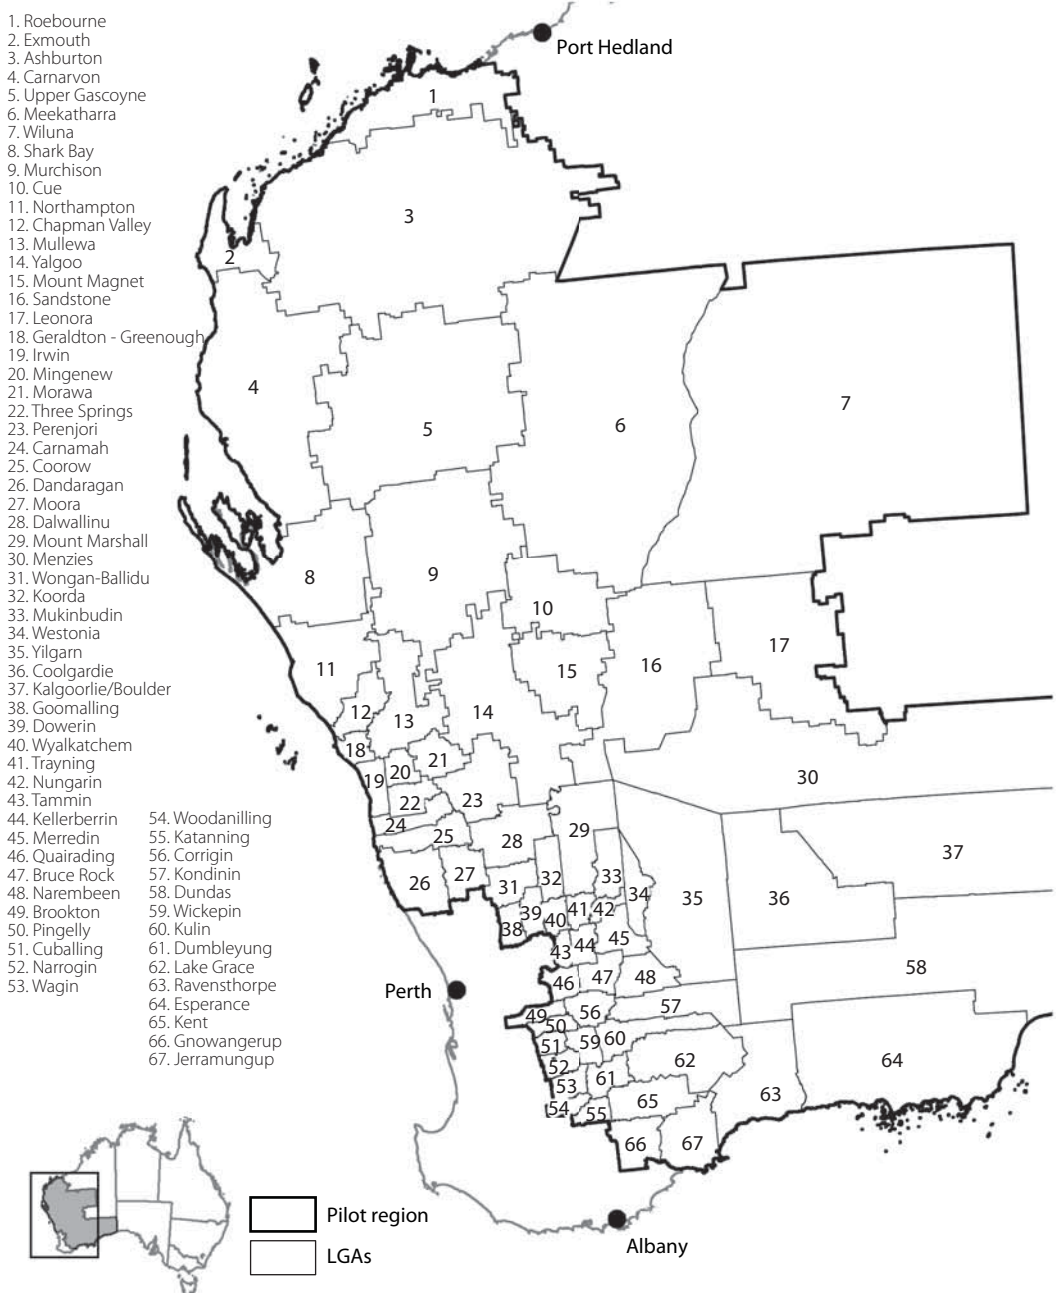 1. Roebourne
2. Exmouth
3. Ashburton
4. Carnarvon
5. Upper Gascoyne
6. Meekatharra
7. Wiluna
8. Shark Bay
9. Murchison
10. Cue
11. Northampton
12. Chapman Valley
13. Mullewa
14. Yalgoo
15. Mount Magnet
16. Sandstone
17. Leonora
18. Geraldton - Greenough
19. Irwin
20. Mingenew
21. Morawa
22. Three Springs
23. Perenjori
24. Carnamah
25. Coorow
26. Dandaragan
27. Moora
28. Dalwallinu
29. Mount Marshall
30. Menzies
31. Wongan-Ballidu
32. Koorda
33. Mukinbudin
34. Westonia
35. Yilgarn
36. Coolgardie
37. Kalgoorlie/Boulder
38. Goomalling
39. Dowerin
40. Wyalkatchem
41. Trayning
42. Nungarin
43. Tammin
44. Kellerberrin
45. Merredin
46. Quairading
47. Bruce Rock
48. Narembeen
49. Brookton
50. Pingelly
51. Cuballing
52. Narrogin
53. Wagin
54. Woodanilling
55. Katanning
56. Corrigin
57. Kondinin
58. Dundas
59. Wickepin
60. Kulin
61. Dumbleyung
62. Lake Grace
63. Ravensthorpe
64. Esperance
65. Kent
66. Gnowangerup
67. Jerramungup
Port Hedland
1
3
2
4
5
6
7
8
9
10
11
12
13
14
15
16
17
18
19
20
21
22
23
24
25
26
27
28
29
30
31
32
33
34
35
36
37
38
39
40
41
42
43
44
45
46
47
48
58
Perth
49
50
56
57
51
59
60
52
53
61
62
64
54
55
65
63
66
67
Albany
Pilot region
LGAs